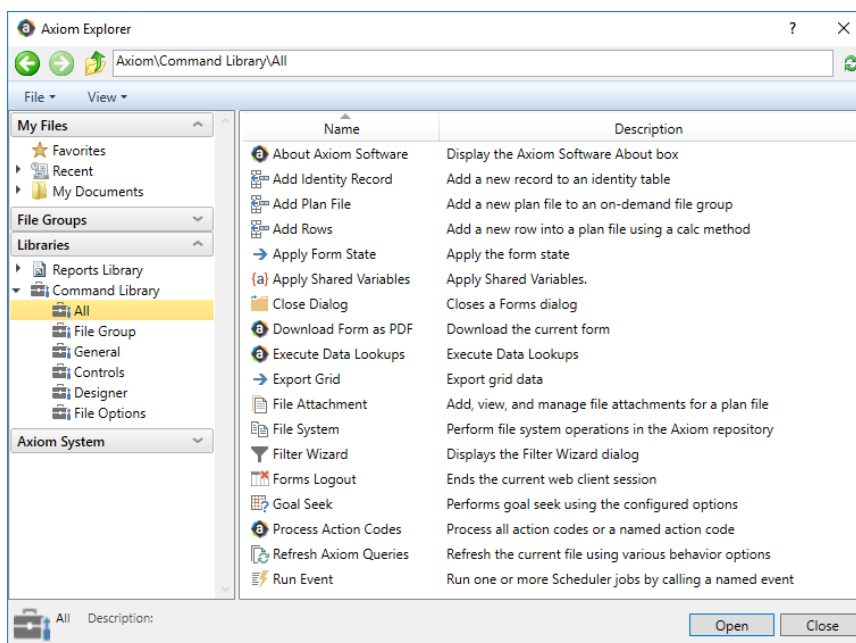 Axiom Explorer ?
Axiom\Command Library\All
File View
My Files
Favorites
Recent
My Documents
File Groups
Libraries
Reports Library
Command Library
All
File Group
General
Controls
Designer
File Options
Axiom System
Name Description
About Axiom Software Display the Axiom Software About box
Add Identity Record Add a new record to an identity table
Add Plan File Add a new plan file to an on-demand file group
Add Rows Add a new row into a plan file using a calc method
Apply Form State Apply the form state
{a} Apply Shared Variables Apply Shared Variables.
Close Dialog Closes a Forms dialog
Download Form as PDF Download the current form
Execute Data Lookups Execute Data Lookups
Export Grid Export grid data
File Attachment Add, view, and manage file attachments for a plan file
File System Perform file system operations in the Axiom repository
Filter Wizard Displays the Filter Wizard dialog
Forms Logout Ends the current web client session
Goal Seek Performs goal seek using the configured options
Process Action Codes Process all action codes or a named action code
Refresh Axiom Queries Refresh the current file using various behavior options
Run Event Run one or more Scheduler jobs by calling a named event
All Description:
Open Close